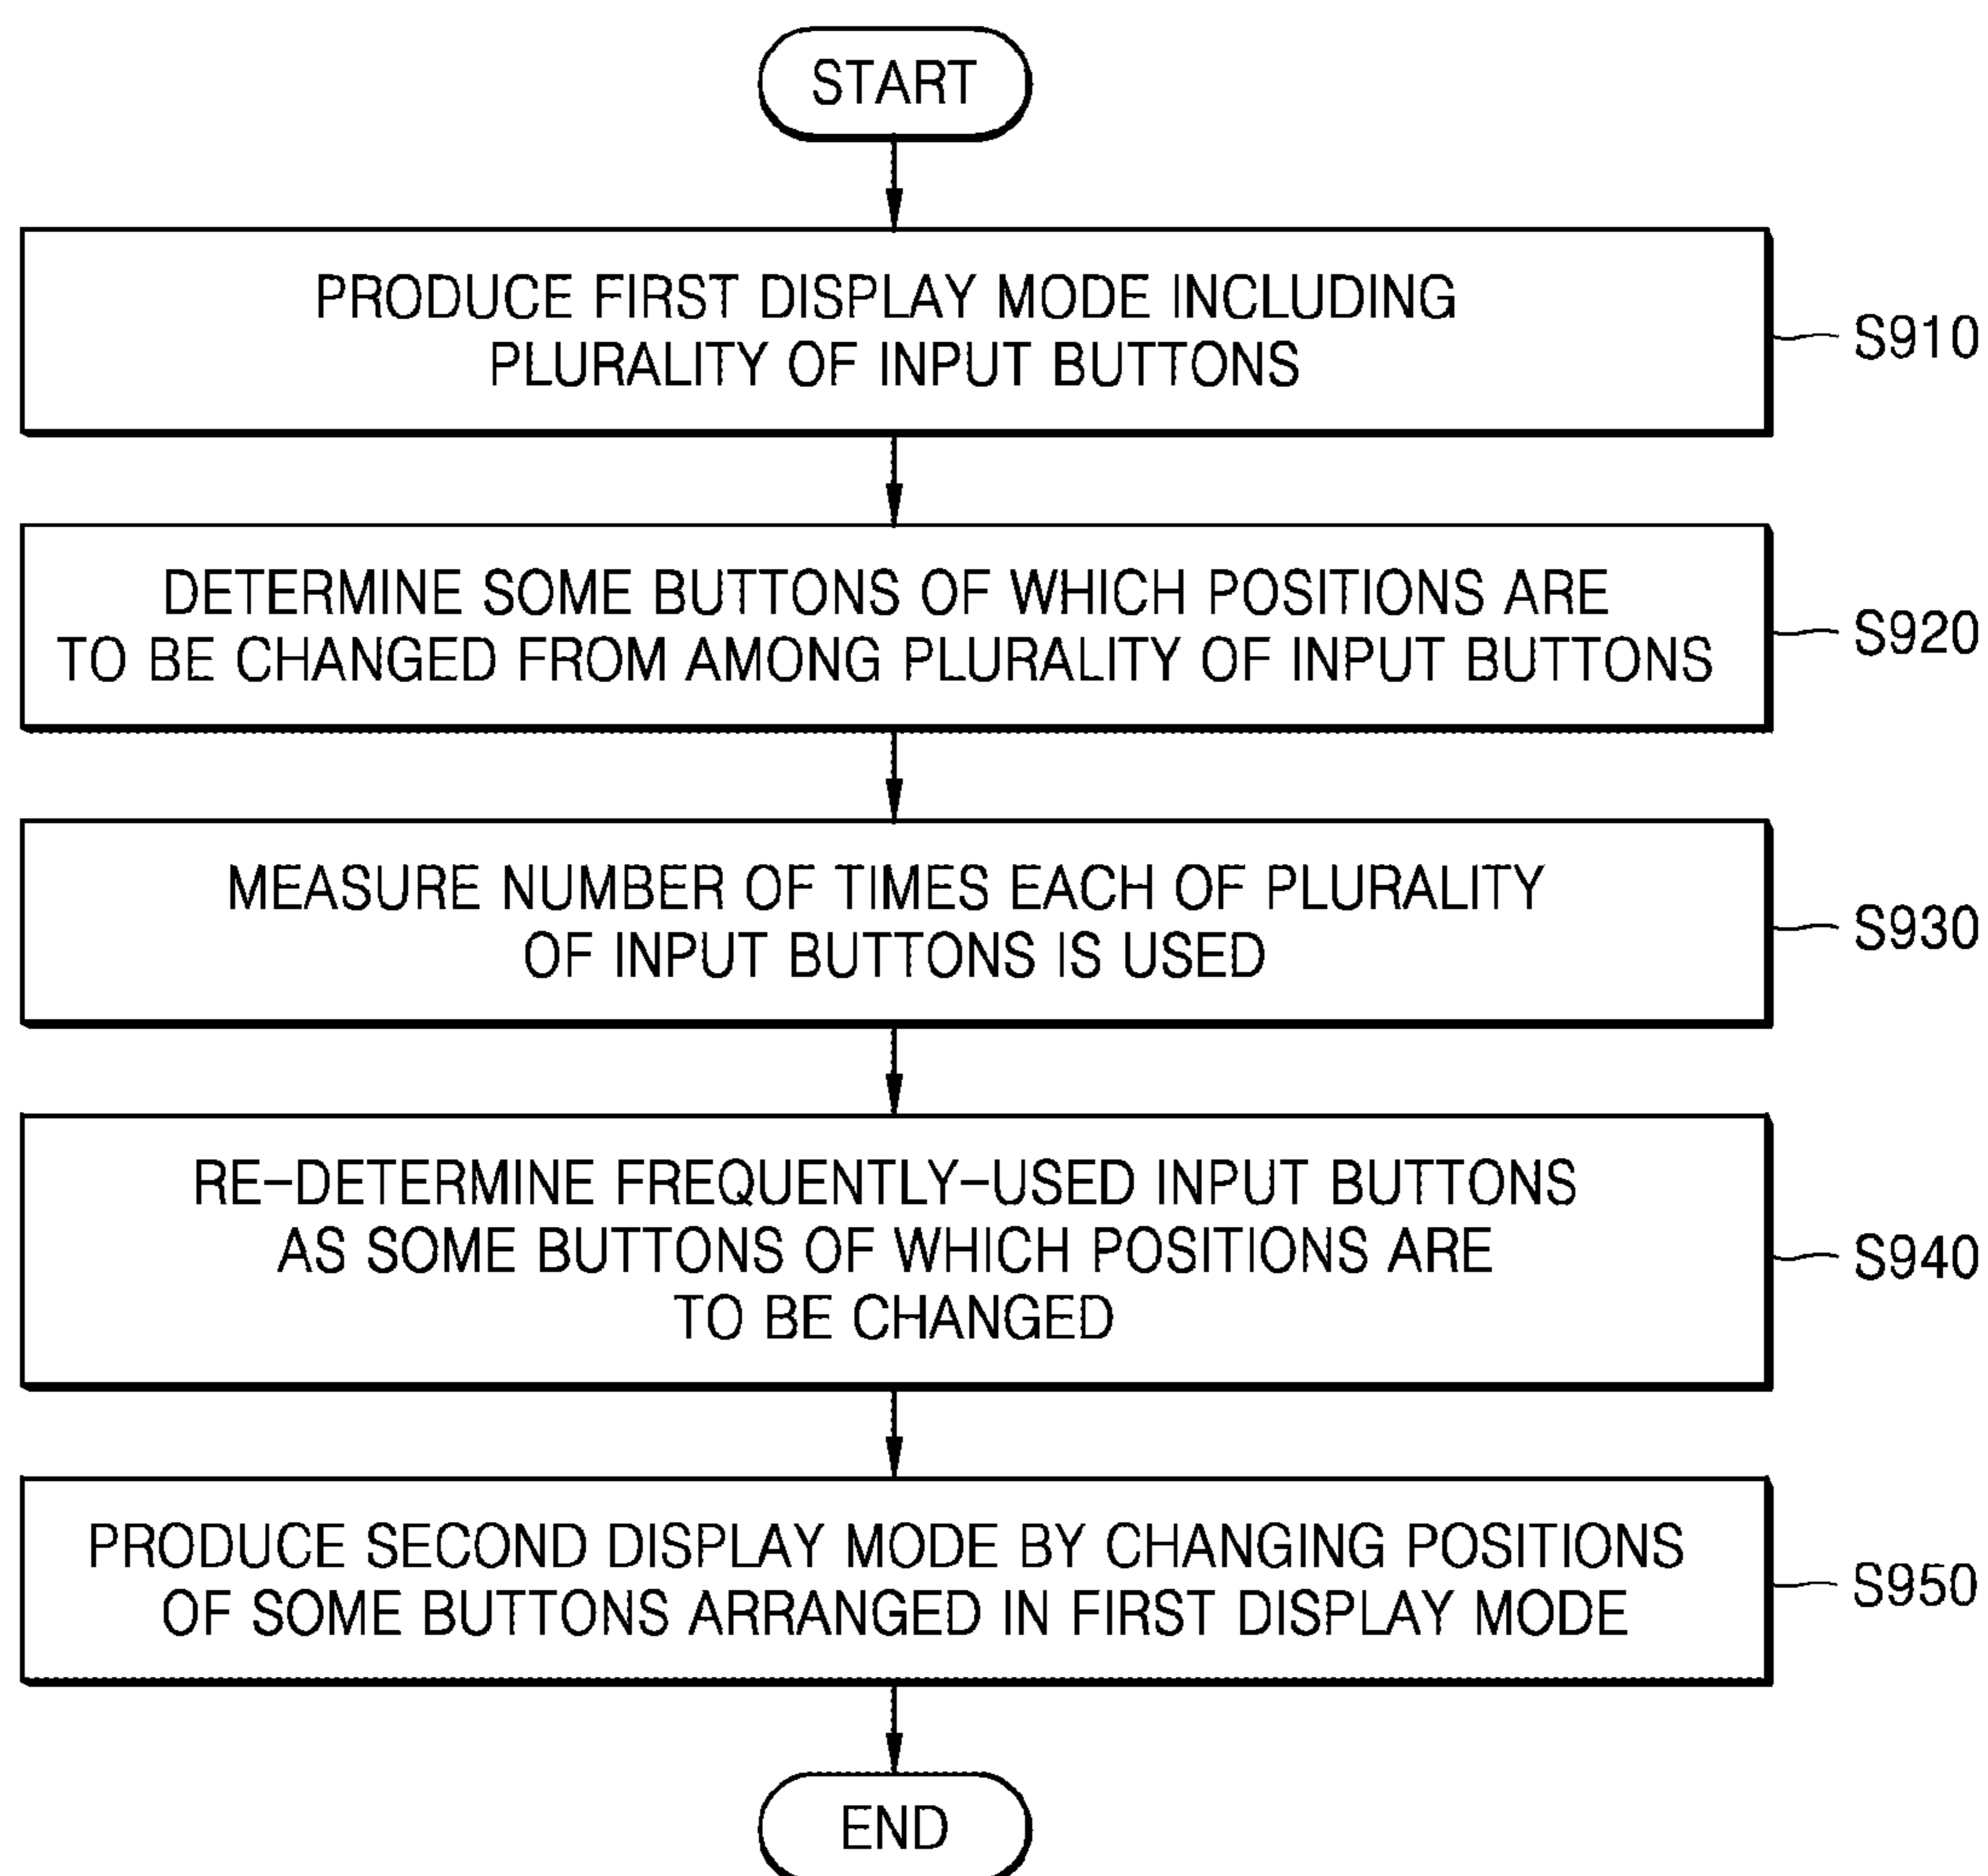 START
PRODUCE FIRST DISPLAY MODE INCLUDING
PLURALITY OF INPUT BUTTONS
S910
DETERMINE SOME BUTTONS OF WHICH POSITIONS ARE
TO BE CHANGED FROM AMONG PLURALITY OF INPUT BUTTONS
S920
MEASURE NUMBER OF TIMES EACH OF PLURALITY
OF INPUT BUTTONS IS USED
S930
RE-DETERMINE FREQUENTLY-USED INPUT BUTTONS
AS SOME BUTTONS OF WHICH POSITIONS ARE
TO BE CHANGED
S940
PRODUCE SECOND DISPLAY MODE BY CHANGING POSITIONS
OF SOME BUTTONS ARRANGED IN FIRST DISPLAY MODE
S950
END